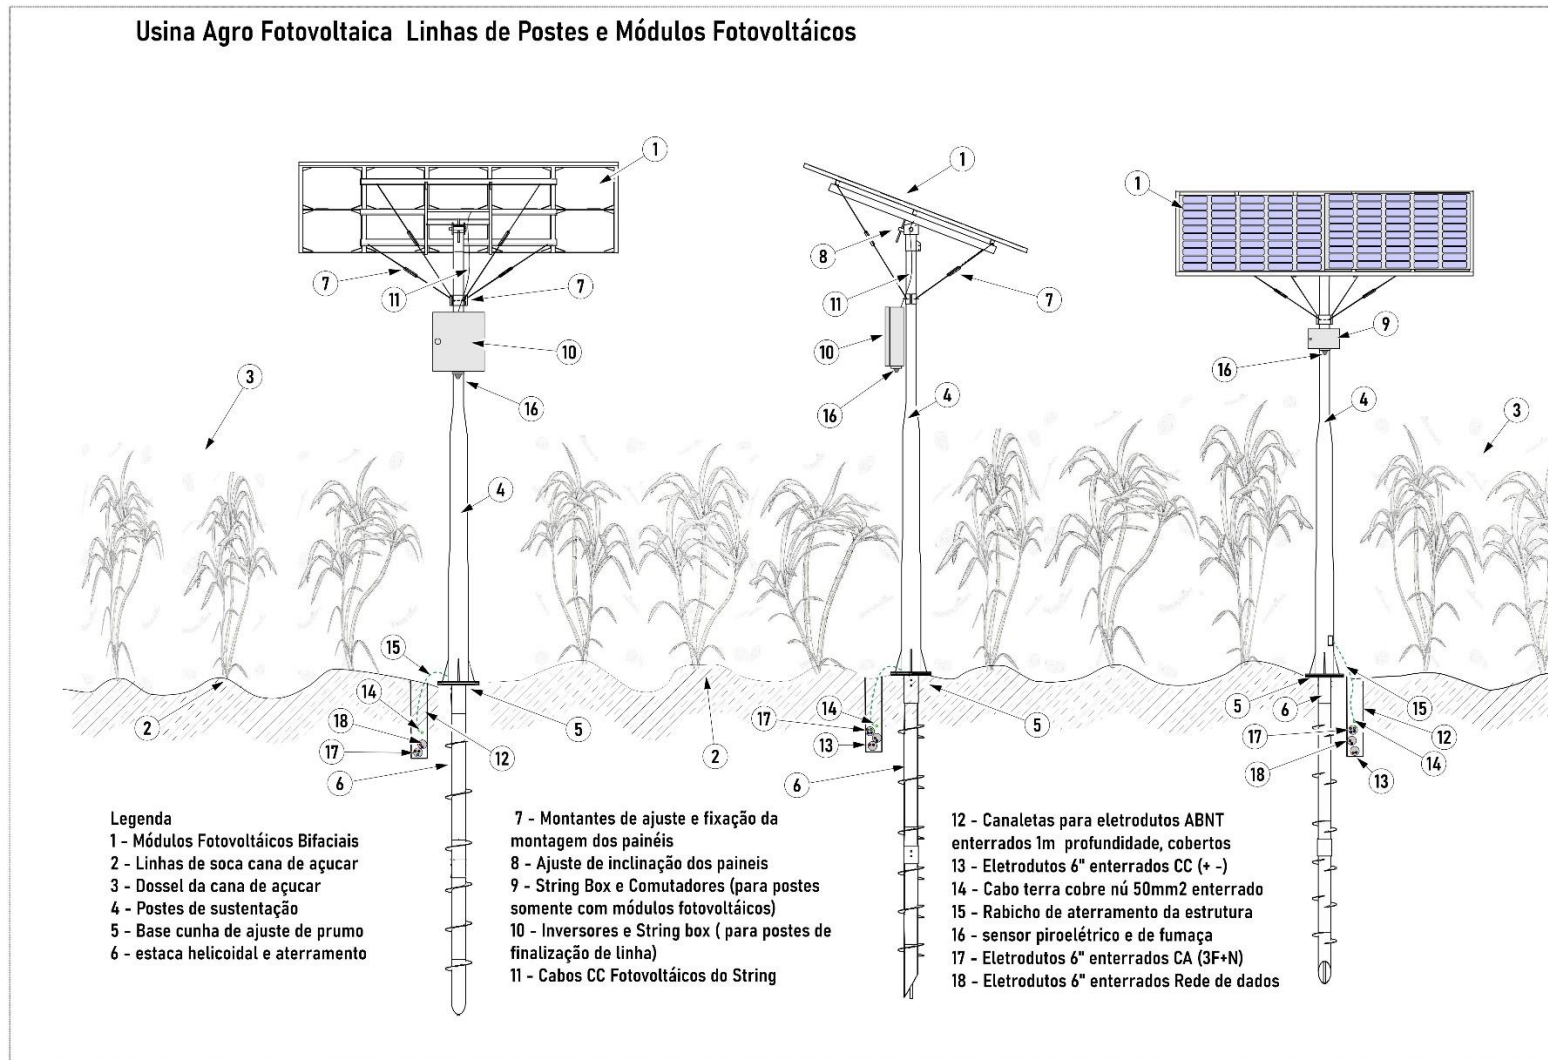 Usina Agro Fotovoltaica Linhas de Postes e Módulos Fotovoltáicos
1
1
1
7
11
7
8
11
7
9
10
10
16
16
16
3
4
4
4
3
15
14
18
17
12
5
2
6
14
17
13
5
2
6
5
6
15
17
12
18
14
13
Legenda
1 - Módulos Fotovoltáicos Bifaciais
2 - Linhas de soca cana de açucar
3 - Dossel da cana de açucar
4 - Postes de sustentação
5 - Base cunha de ajuste de prumo
6 - estaca helicoidal e aterramento
7 - Montantes de ajuste e fixação da
montagem dos painéis
8 - Ajuste de inclinação dos paineis
9 - String Box e Comutadores (para postes
somente com módulos fotovoltáicos)
10 - Inversores e String box ( para postes de
finalização de linha)
11 - Cabos CC Fotovoltáicos do String
12 - Canaletas para eletrodutos ABNT
enterrados 1m profundidade, cobertos
13 - Eletrodutos 6" enterrados CC (+ -)
14 - Cabo terra cobre nú 50mm2 enterrado
15 - Rabicho de aterramento da estrutura
16 - sensor piroelétrico e de fumaça
17 - Eletrodutos 6" enterrados CA (3F+N)
18 - Eletrodutos 6" enterrados Rede de dados